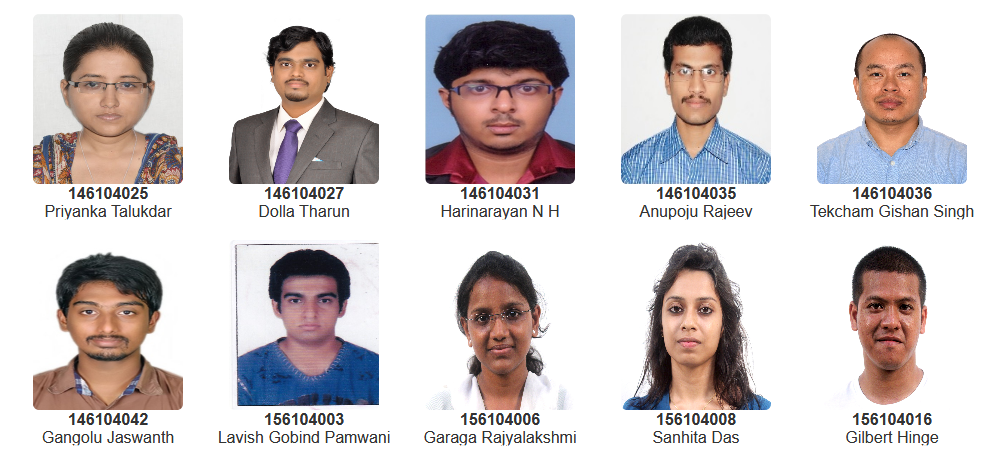 146104025 146104027 146104031 146104035 146104036
Priyanka Talukdar Dolla Tharun Harinarayan N H Anupoju Rajeev Tekcham Gishan Singh
146104042 156104003 156104006 156104008 156104016
Gangolu Jaswanth Lavish Gobind Pamwani Garaga Rajyalakshmi Sanhita Das Gilbert Hinge